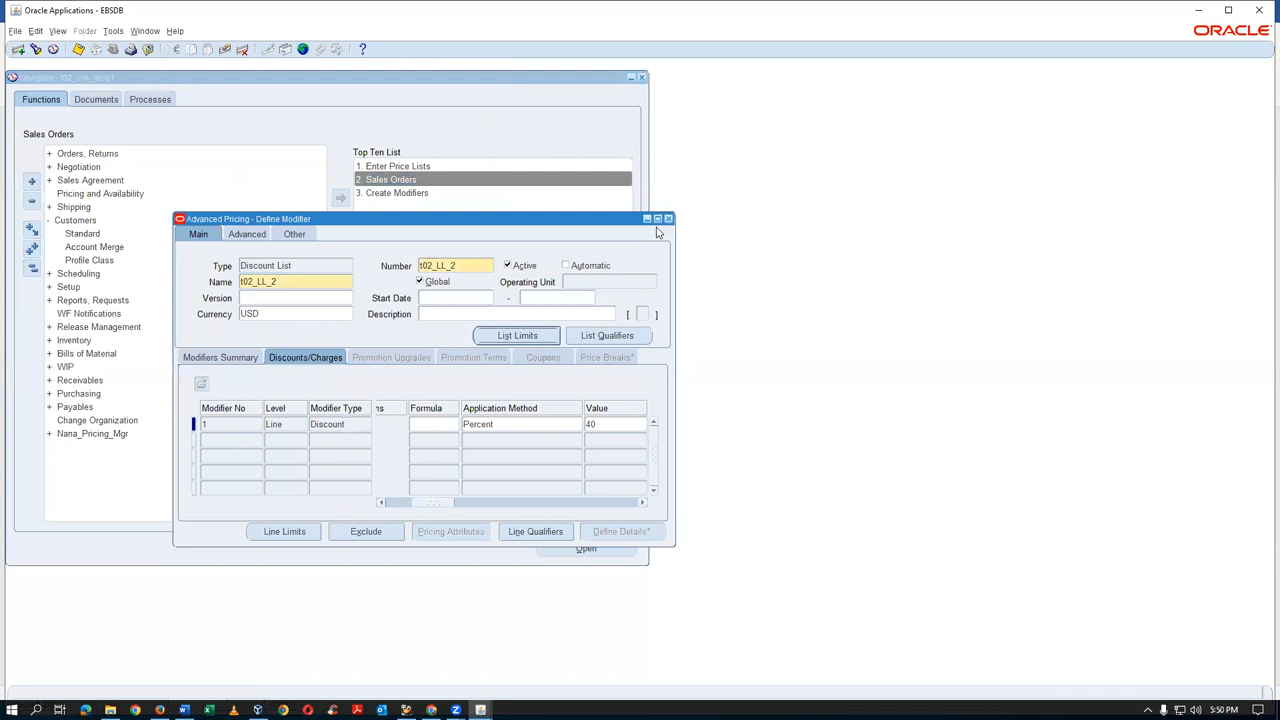 Oracle Applications - EBSDB
File Edit View Folder Tools Window Help
ORACLE
Navigator - t02_om_resp1
Functions Documents Processes
Sales Orders
+ Orders, Returns
+ Negotiation
+ Sales Agreement
Pricing and Availability
+ Shipping
- Customers
Standard
Account Merge
Profile Class
+ Scheduling
+ Setup
+ Reports, Requests
WF Notifications
+ Release Management
+ Inventory
+ Bills of Material
+ WIP
+ Receivables
+ Purchasing
+ Payables
Change Organization
+ Nana_Pricing_Mgr
Top Ten List
1. Enter Price Lists
2. Sales Orders
3. Create Modifiers
Advanced Pricing - Define Modifier
Main Advanced Other
Type Discount List Number t02_LL_2 Active Automatic
Name t02_LL_2 Global Operating Unit
Version Start Date -
Currency USD Description [ ]
List Limits List Qualifiers
Modifiers Summary Discounts/Charges Promotion Upgrades Promotion Terms Coupons Price Breaks*
Modifier No Level Modifier Type ns Formula Application Method Value
1 Line Discount Percent 40
Line Limits Exclude Pricing Attributes Line Qualifiers Define Details*
Open
5:50 PM